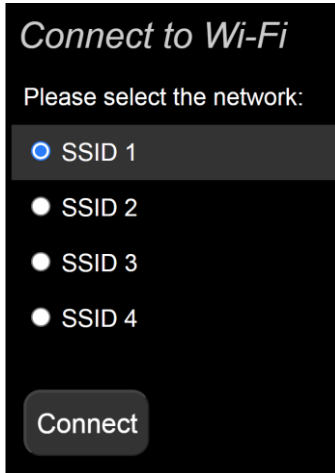 Connect to Wi-Fi
Please select the network:
SSID 1
SSID 2
SSID 3
SSID 4
Connect